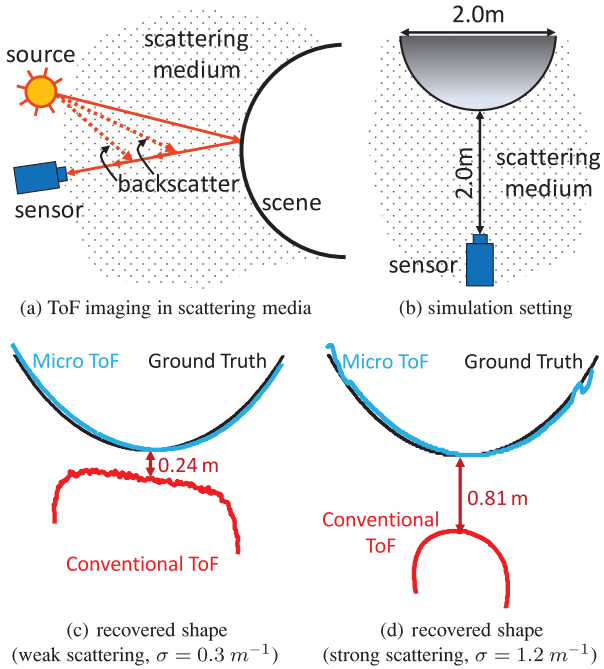 source
scattering
medium
backscatter
sensor
scene
(a) ToF imaging in scattering media
2.0m
2.0m
scattering
medium
sensor
(b) simulation setting
Micro ToF
Ground Truth
0.24 m
Conventional ToF
(c) recovered shape
(weak scattering, σ = 0.3 m⁻¹)
Micro ToF
Ground Truth
0.81 m
Conventional
ToF
(d) recovered shape
(strong scattering, σ = 1.2 m⁻¹)